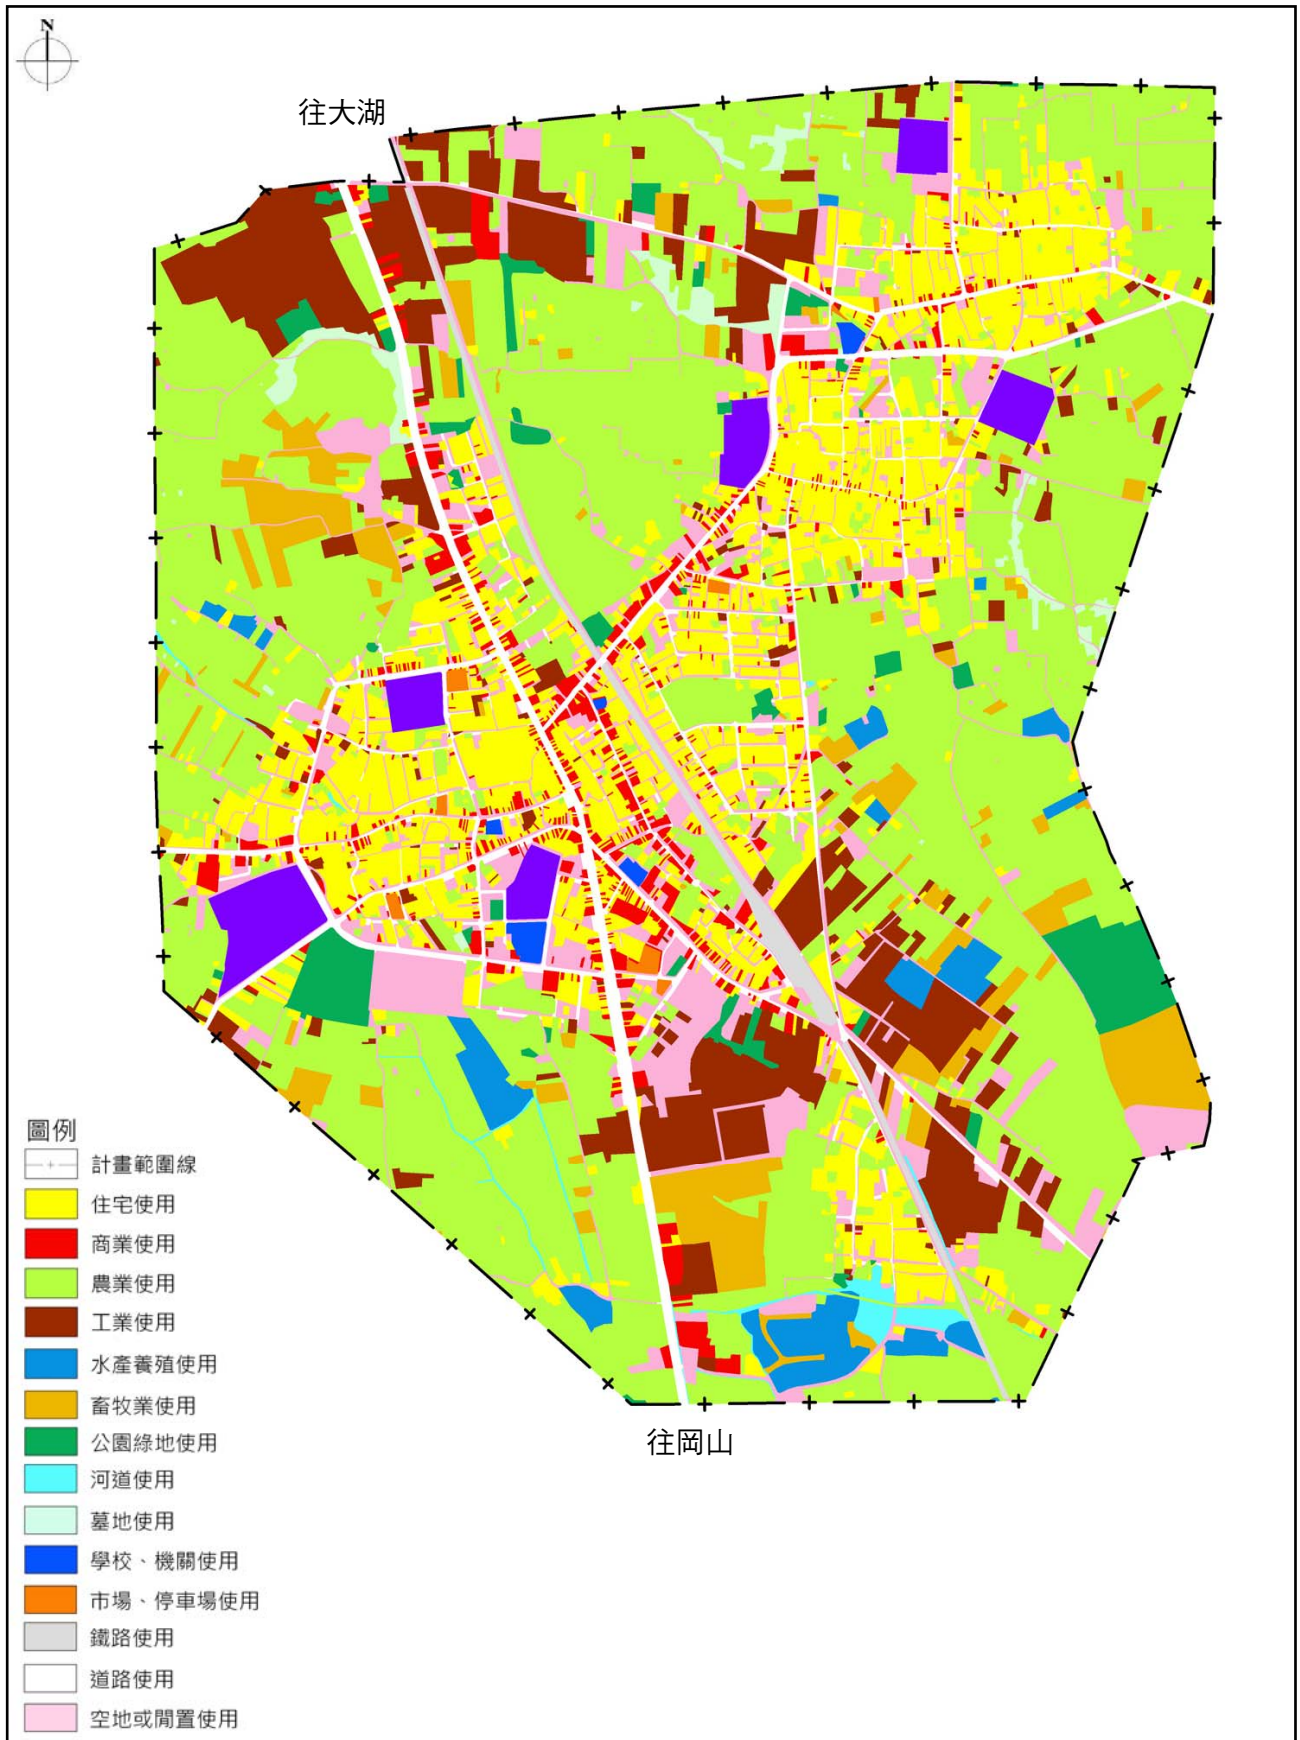 N
往大湖
往岡山
圖例
計畫範圍線
住宅使用
商業使用
農業使用
工業使用
水產養殖使用
畜牧業使用
公園綠地使用
河道使用
墓地使用
學校、機關使用
市場、停車場使用
鐵路使用
道路使用
空地或閒置使用